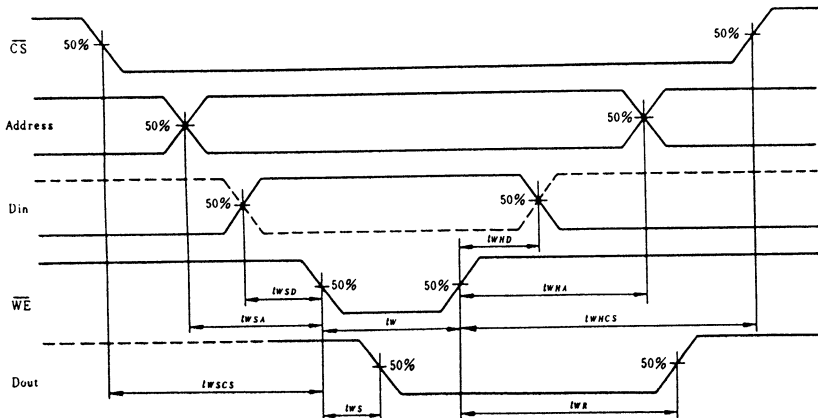 50%
50%
CS
50%
50%
Address
50%
50%
Din
tWHD
50%
50%
tWSD
tWHA
WE
tWSA
tW
tWHCS
50%
50%
Dout
tWSCS
tWS
tWR